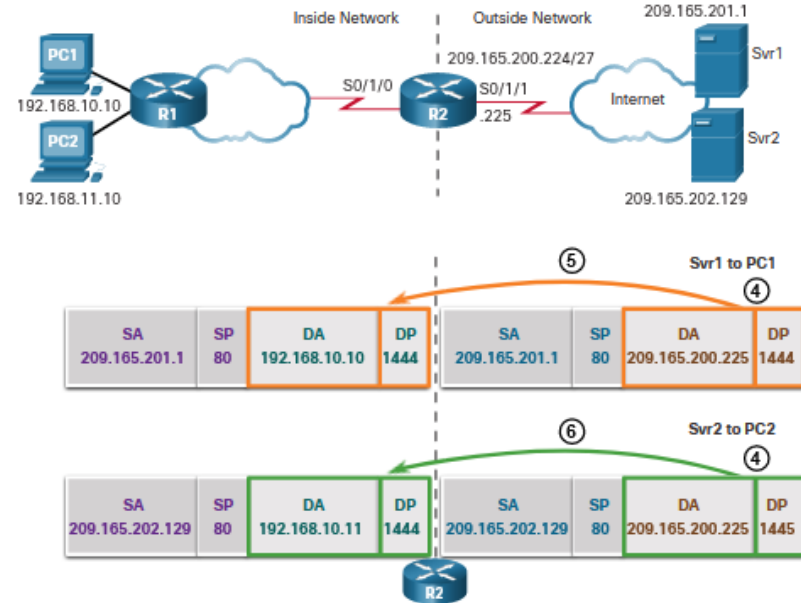 Inside Network
Outside Network
209.165.201.1
PC1
192.168.10.10
PC2
192.168.11.10
R1
S0/1/0
R2
209.165.200.224/27
S0/1/1
.225
Internet
Svr1
Svr2
209.165.202.129
5
Svr1 to PC1
4
SA SP DA DP SA SP DA DP
209.165.201.1 80 192.168.10.10 1444 209.165.201.1 80 209.165.200.225 1444
6
Svr2 to PC2
4
SA SP DA DP SA SP DA DP
209.165.202.129 80 192.168.10.11 1444 209.165.202.129 80 209.165.200.225 1445
R2